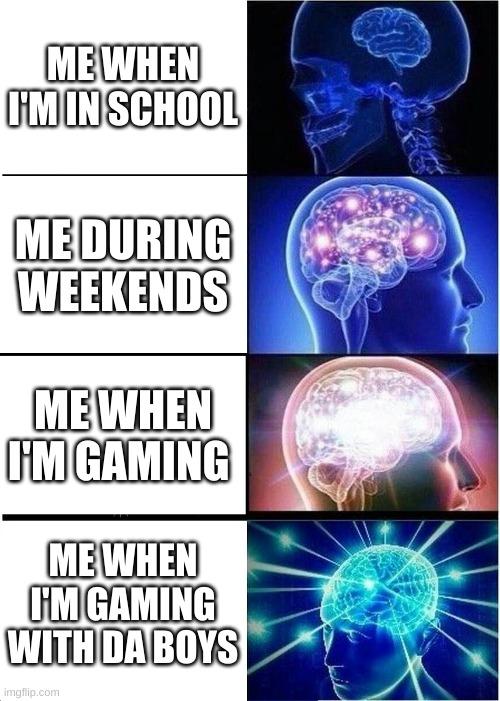 ME WHEN
I'M IN SCHOOL
ME DURING
WEEKENDS
ME WHEN
I'M GAMING
ME WHEN
I'M GAMING
WITH DA BOYS
imgflip.com